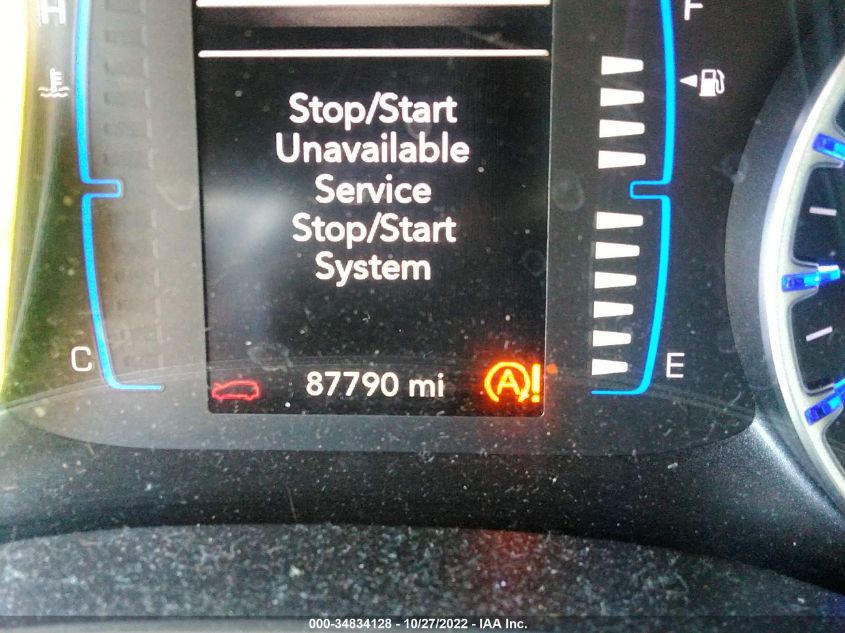 H
F
Stop/Start
Unavailable
Service
Stop/Start
System
C
E
87790 mi
A!
000-34834128 - 10/27/2022 - IAA Inc.